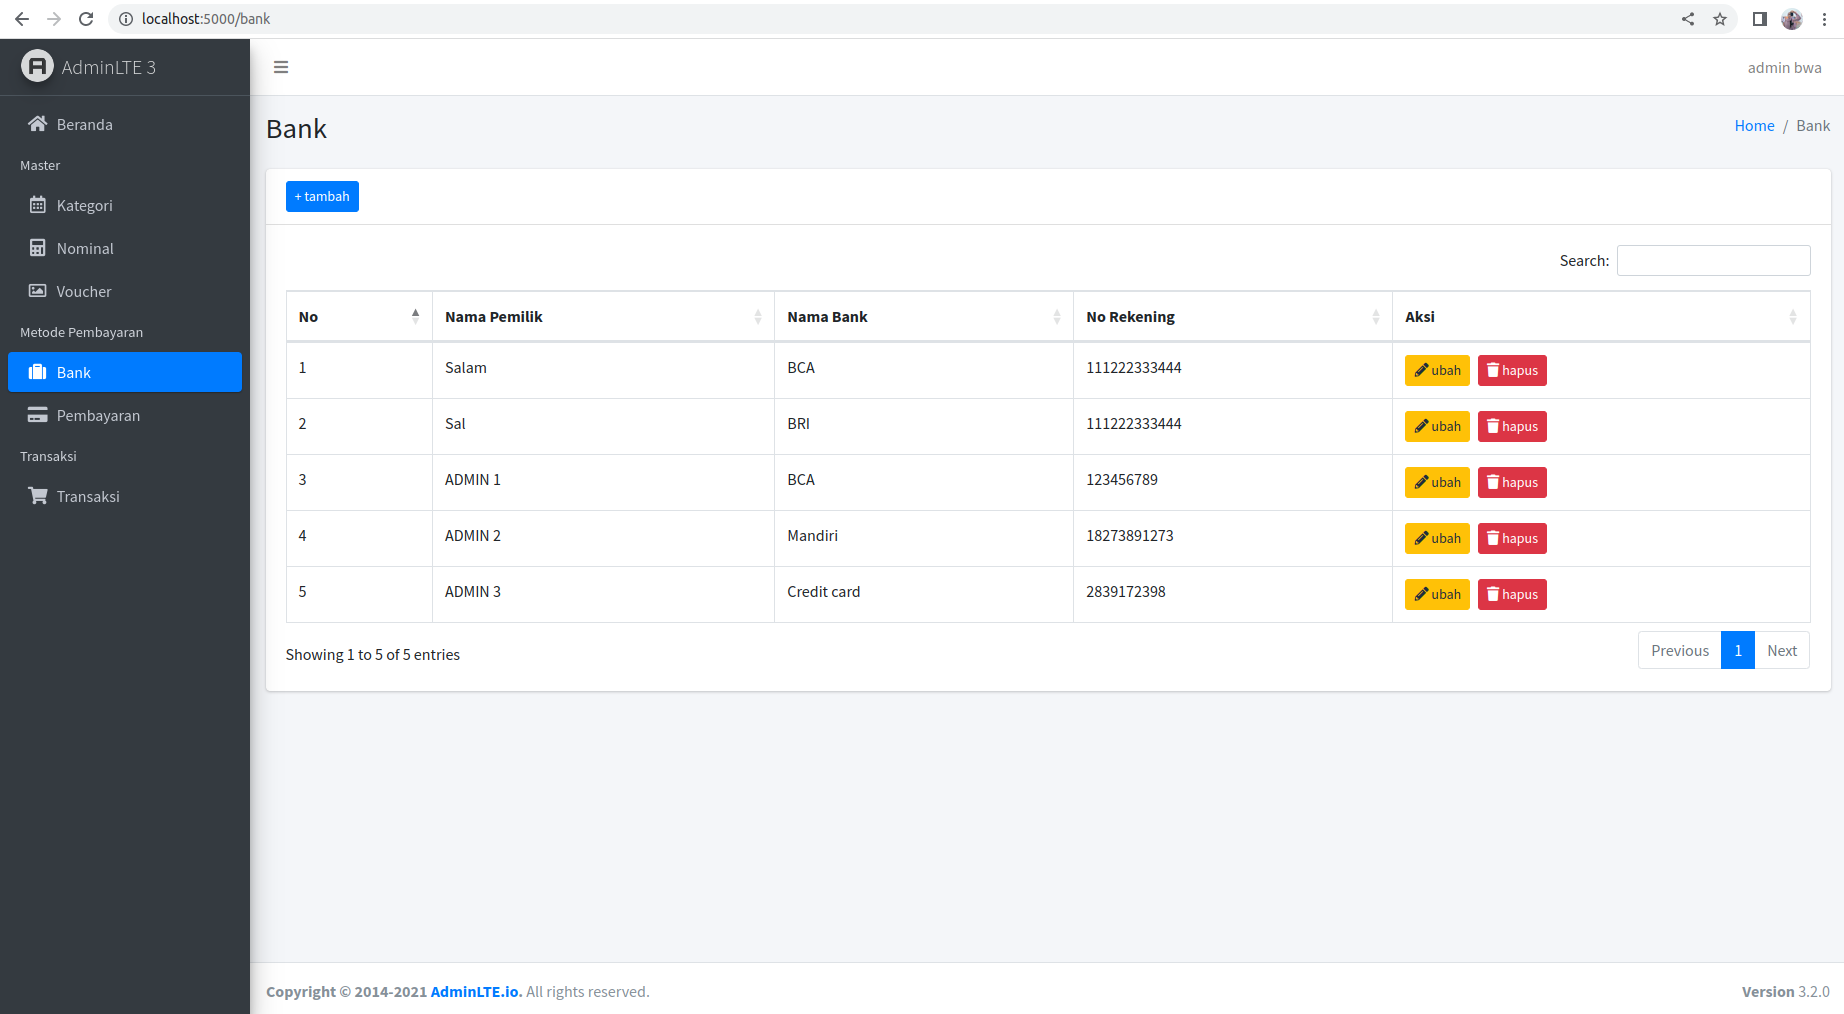 localhost:5000/bank
AdminLTE 3
admin bwa
Beranda
Master
Kategori
Nominal
Voucher
Metode Pembayaran
Bank
Pembayaran
Transaksi
Transaksi
Bank
Home / Bank
+ tambah
Search:
No Nama Pemilik Nama Bank No Rekening Aksi
1 Salam BCA 111222333444 ubah hapus
2 Sal BRI 111222333444 ubah hapus
3 ADMIN 1 BCA 123456789 ubah hapus
4 ADMIN 2 Mandiri 18273891273 ubah hapus
5 ADMIN 3 Credit card 2839172398 ubah hapus
Showing 1 to 5 of 5 entries
Previous 1 Next
Copyright © 2014-2021 AdminLTE.io. All rights reserved.
Version 3.2.0